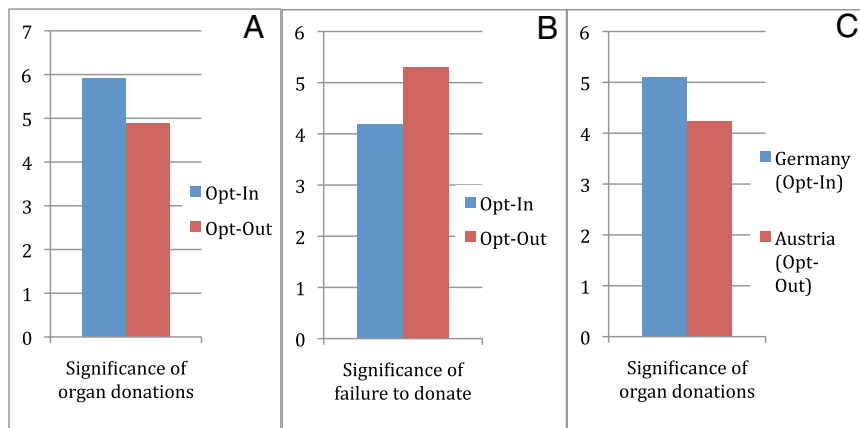 A
7
6
5
4
3
2
1
0
Opt-In
Opt-Out
Significance of
organ donations
B
6
5
4
3
2
1
0
Opt-In
Opt-Out
Significance of
failure to donate
C
6
5
4
3
2
1
0
Germany
(Opt-In)
Austria
(Opt-
Out)
Significance of
organ donations